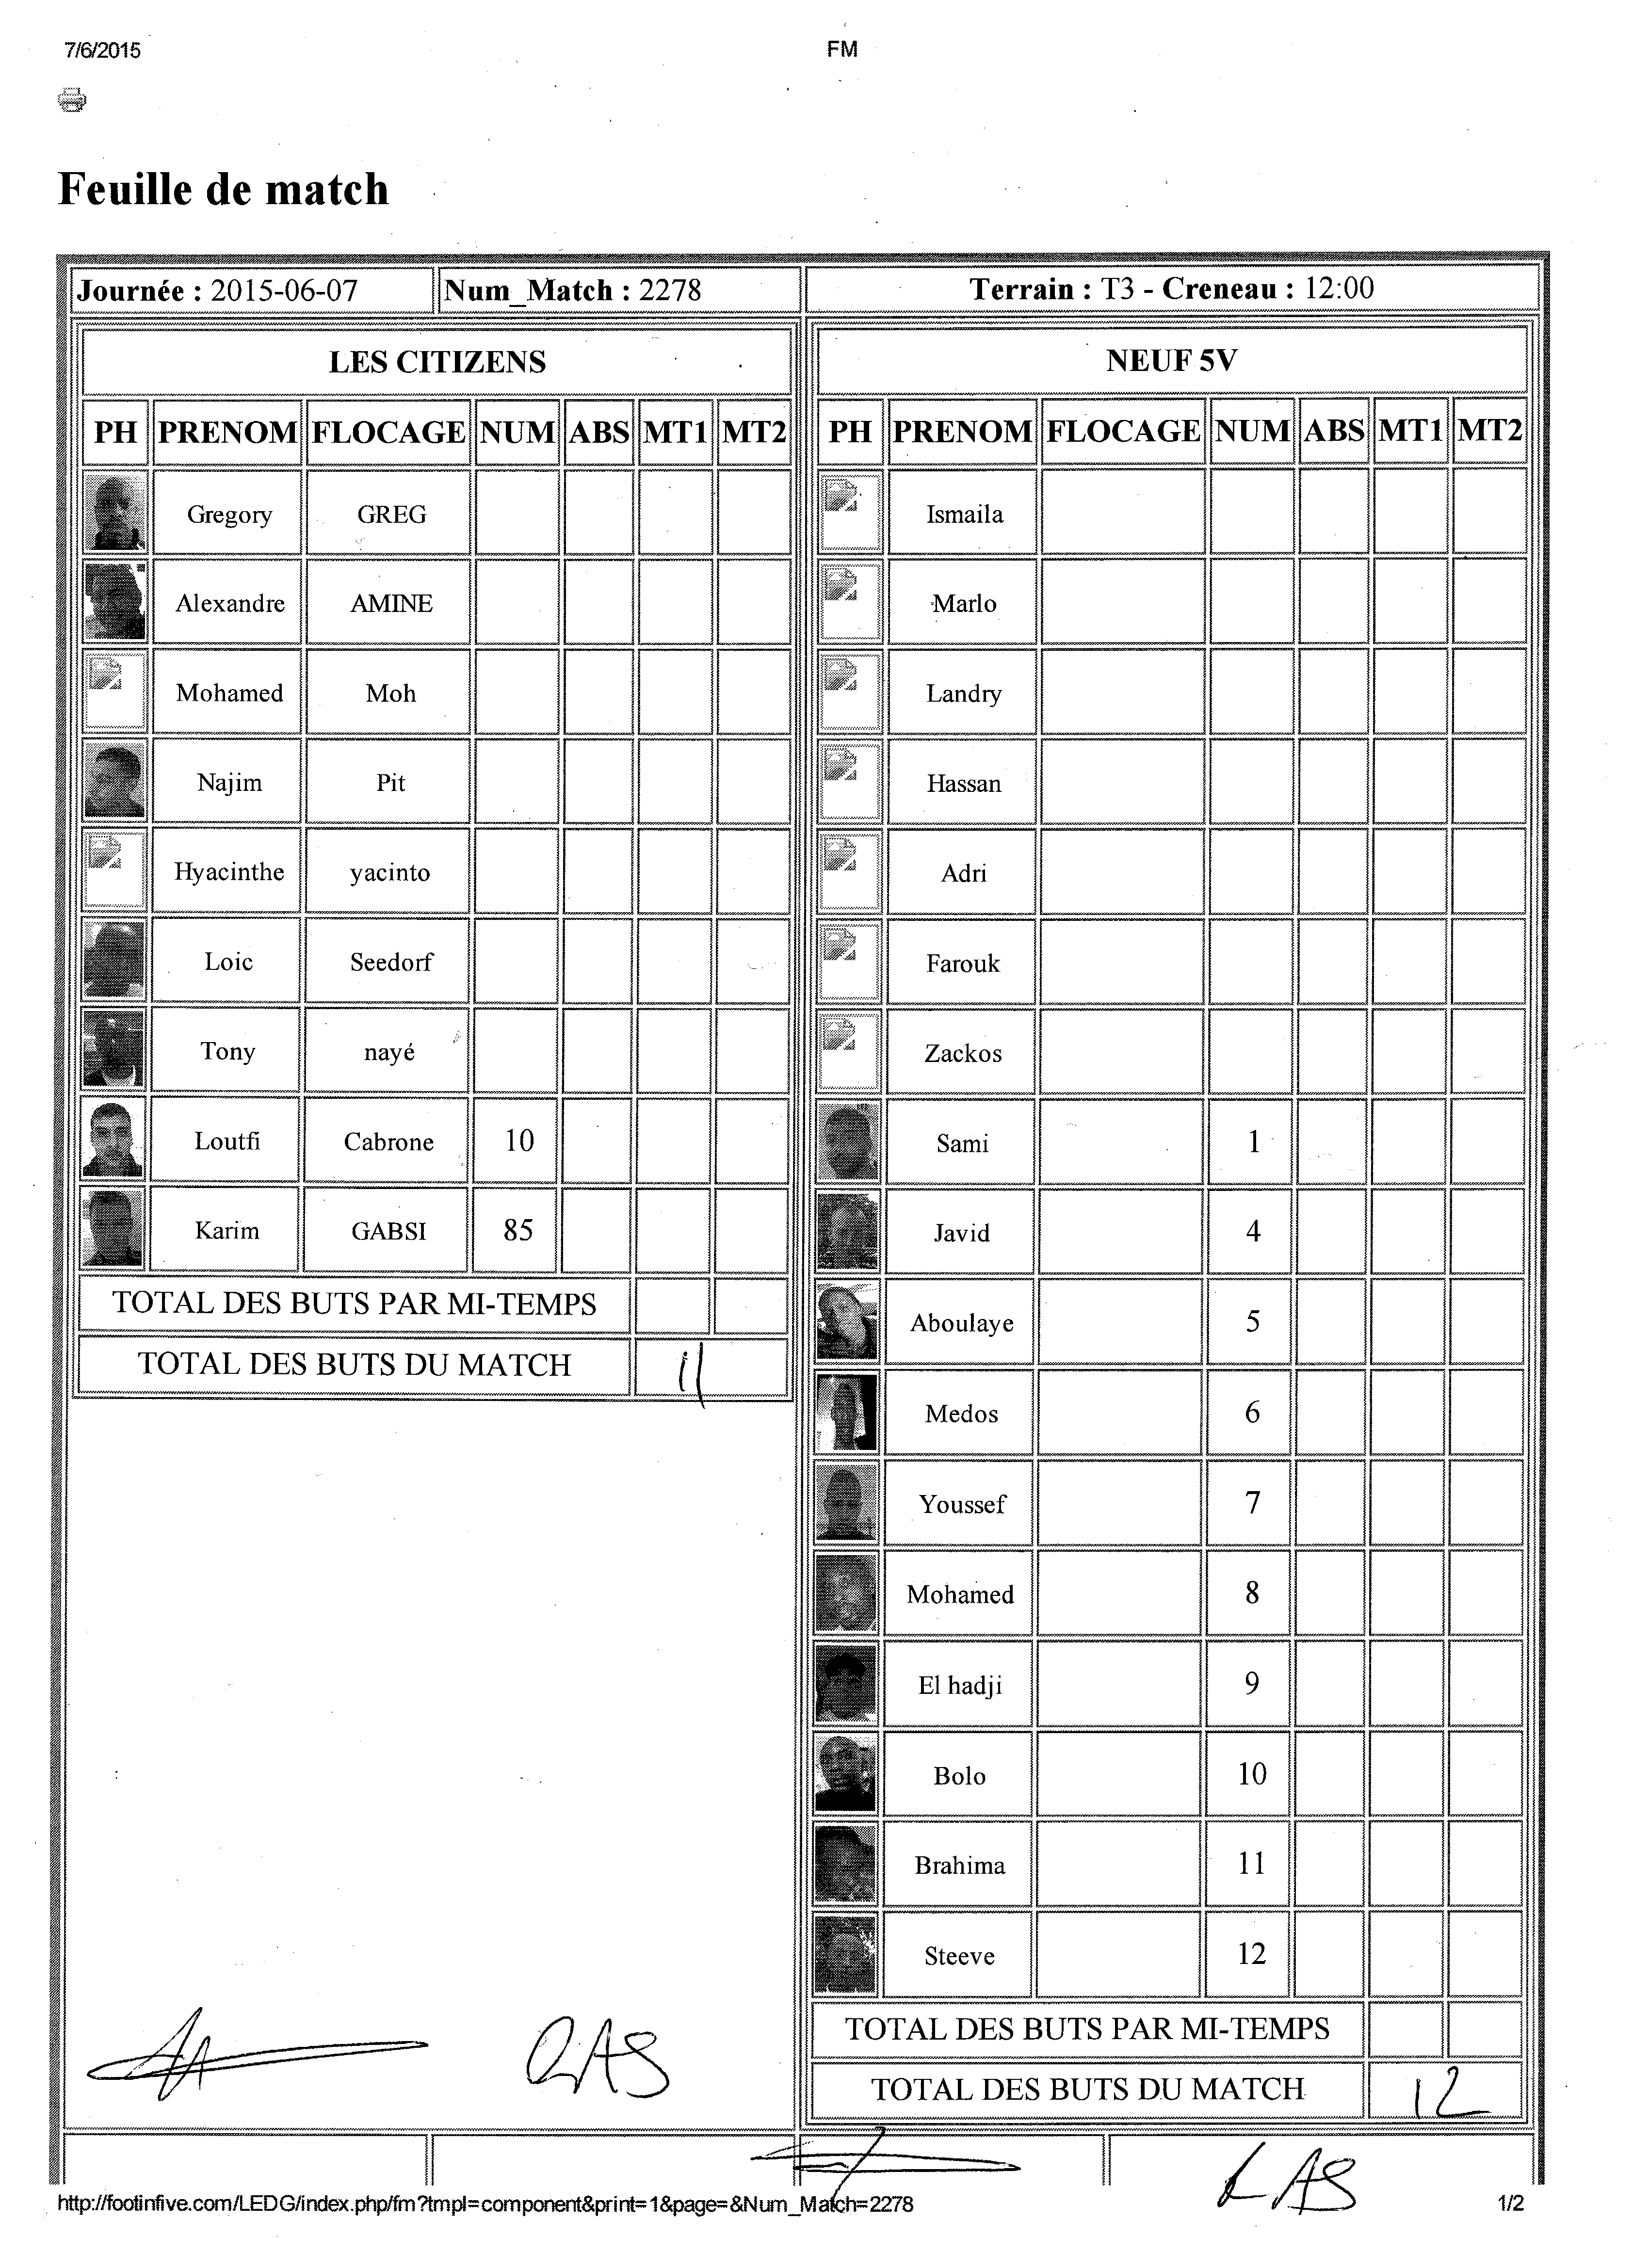 7/6/2015 FM
Feuille de match
Journée : 2015-06-07 Num_Match : 2278 Terrain : T3 - Creneau : 12:00
LES CITIZENS
PH PRENOM FLOCAGE NUM ABS MT1 MT2
Gregory GREG
Alexandre AMINE
Mohamed Moh
Najim Pit
Hyacinthe yacinto
Loic Seedorf
Tony nayé
Loutfi Cabrone 10
Karim GABSI 85
TOTAL DES BUTS PAR MI-TEMPS
TOTAL DES BUTS DU MATCH 11
RAS
NEUF 5V
PH PRENOM FLOCAGE NUM ABS MT1 MT2
Ismaila
Marlo
Landry
Hassan
Adri
Farouk
Zackos
Sami 1
Javid 4
Aboulaye 5
Medos 6
Youssef 7
Mohamed 8
El hadji 9
Bolo 10
Brahima 11
Steeve 12
TOTAL DES BUTS PAR MI-TEMPS
TOTAL DES BUTS DU MATCH 12
RAS
http://footinfive.com/LEDG/index.php/fm?tmpl=component&print=1&page=&Num_Match=2278 1/2